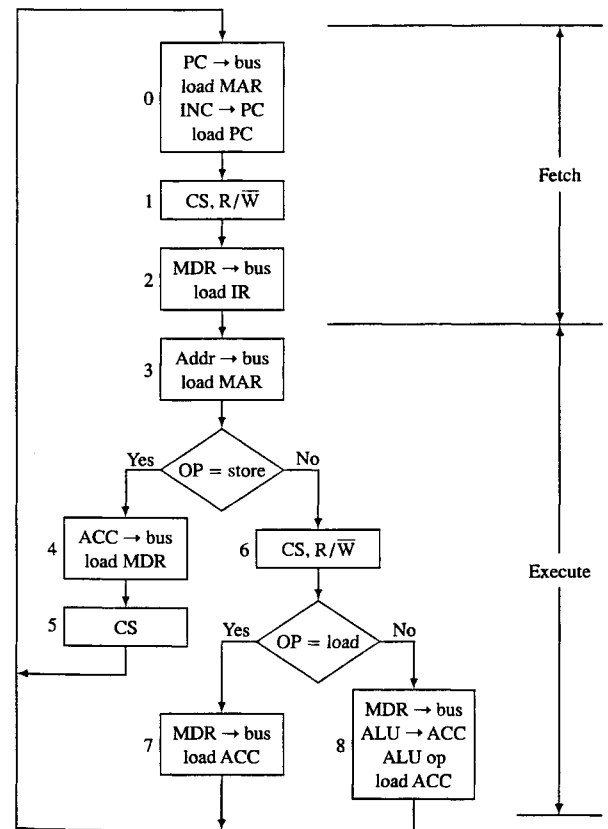 0
PC → bus
load MAR
INC → PC
load PC
Fetch
1
CS, R/W̅
2
MDR → bus
load IR
3
Addr → bus
load MAR
Yes
OP = store
No
4
ACC → bus
load MDR
6
CS, R/W̅
Execute
5
CS
Yes
OP = load
No
7
MDR → bus
load ACC
8
MDR → bus
ALU → ACC
ALU op
load ACC